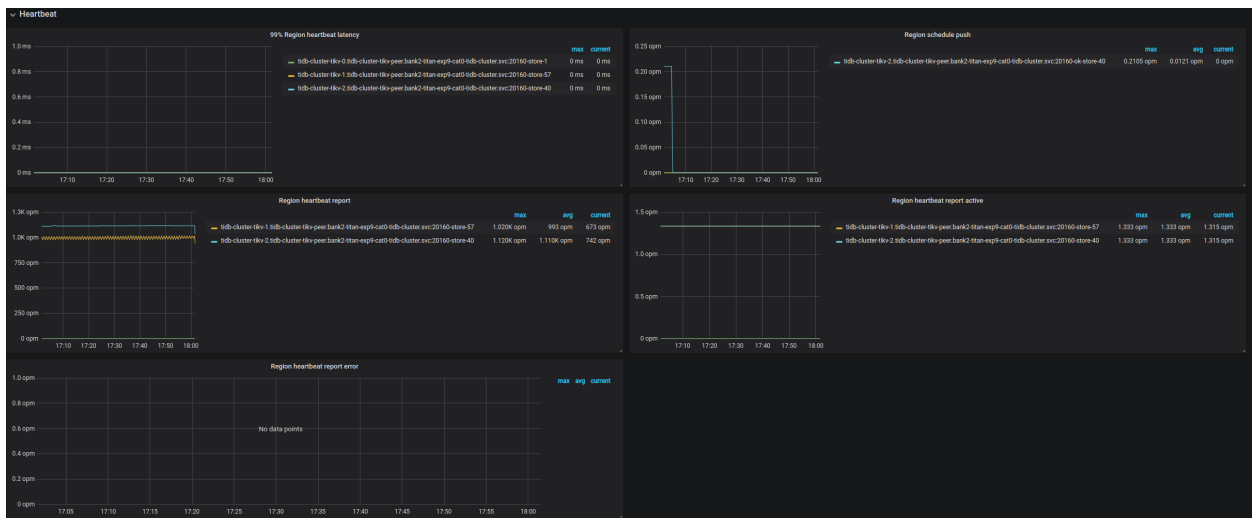 Heartbeat
99% Region heartbeat latency
1.0 ms
0.8 ms
0.6 ms
0.4 ms
0.2 ms
0 ms
17:10 17:20 17:30 17:40 17:50 18:00
max current
tidb-cluster-tikv-0.tidb-cluster-tikv-peer.bank2-titan-exp9-cat0-tidb-cluster.svc:20160-store-1 0 ms 0 ms
tidb-cluster-tikv-1.tidb-cluster-tikv-peer.bank2-titan-exp9-cat0-tidb-cluster.svc:20160-store-57 0 ms 0 ms
tidb-cluster-tikv-2.tidb-cluster-tikv-peer.bank2-titan-exp9-cat0-tidb-cluster.svc:20160-store-40 0 ms 0 ms
Region schedule push
0.25 opm
0.20 opm
0.15 opm
0.10 opm
0.05 opm
0 opm
17:10 17:20 17:30 17:40 17:50 18:00
max avg current
tidb-cluster-tikv-2.tidb-cluster-tikv-peer.bank2-titan-exp9-cat0-tidb-cluster.svc:20160-ok-store-40 0.2105 opm 0.0121 opm 0 opm
Region heartbeat report
1.3K opm
1.0K opm
750 opm
500 opm
250 opm
0 opm
17:10 17:20 17:30 17:40 17:50 18:00
max avg current
tidb-cluster-tikv-1.tidb-cluster-tikv-peer.bank2-titan-exp9-cat0-tidb-cluster.svc:20160-store-57 1.020K opm 993 opm 673 opm
tidb-cluster-tikv-2.tidb-cluster-tikv-peer.bank2-titan-exp9-cat0-tidb-cluster.svc:20160-store-40 1.120K opm 1.110K opm 742 opm
Region heartbeat report active
1.5 opm
1.0 opm
0.5 opm
0 opm
17:10 17:20 17:30 17:40 17:50 18:00
max avg current
tidb-cluster-tikv-1.tidb-cluster-tikv-peer.bank2-titan-exp9-cat0-tidb-cluster.svc:20160-store-57 1.333 opm 1.333 opm 1.315 opm
tidb-cluster-tikv-2.tidb-cluster-tikv-peer.bank2-titan-exp9-cat0-tidb-cluster.svc:20160-store-40 1.333 opm 1.333 opm 1.315 opm
Region heartbeat report error
1.0 opm
0.8 opm
0.6 opm
0.4 opm
0.2 opm
0 opm
No data points
17:05 17:10 17:15 17:20 17:25 17:30 17:35 17:40 17:45 17:50 17:55 18:00
max avg current